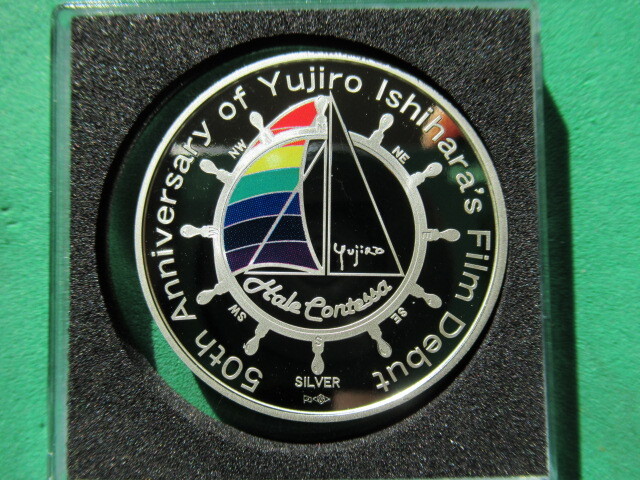 50th Anniversary of Yujiro Ishihara's Film Debut
NW
NE
Yujiro
E
Hale Contessa
SW
SE
S
SILVER